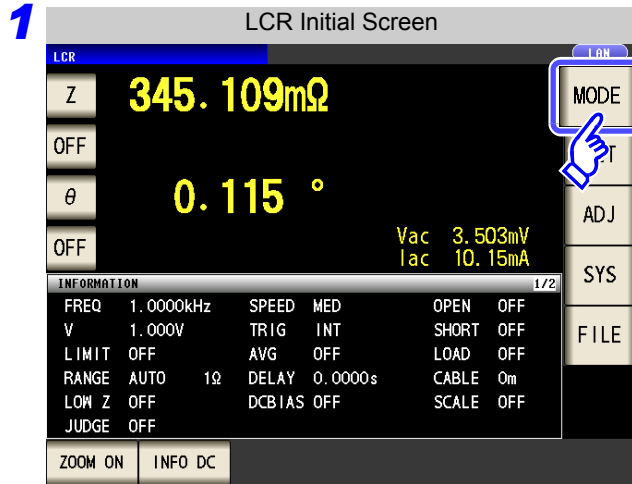 1
LCR Initial Screen
LCR
LAN
Z 345.109mΩ
MODE
OFF
θ 0.115 °
ADJ
OFF
Vac 3.503mV
Iac 10.15mA
SYS
INFORMATION 1/2
FREQ 1.0000kHz SPEED MED OPEN OFF
V 1.000V TRIG INT SHORT OFF
FILE
LIMIT OFF AVG OFF LOAD OFF
RANGE AUTO 1Ω DELAY 0.0000s CABLE 0m
LOW Z OFF DCBIAS OFF SCALE OFF
JUDGE OFF
ZOOM ON INFO DC